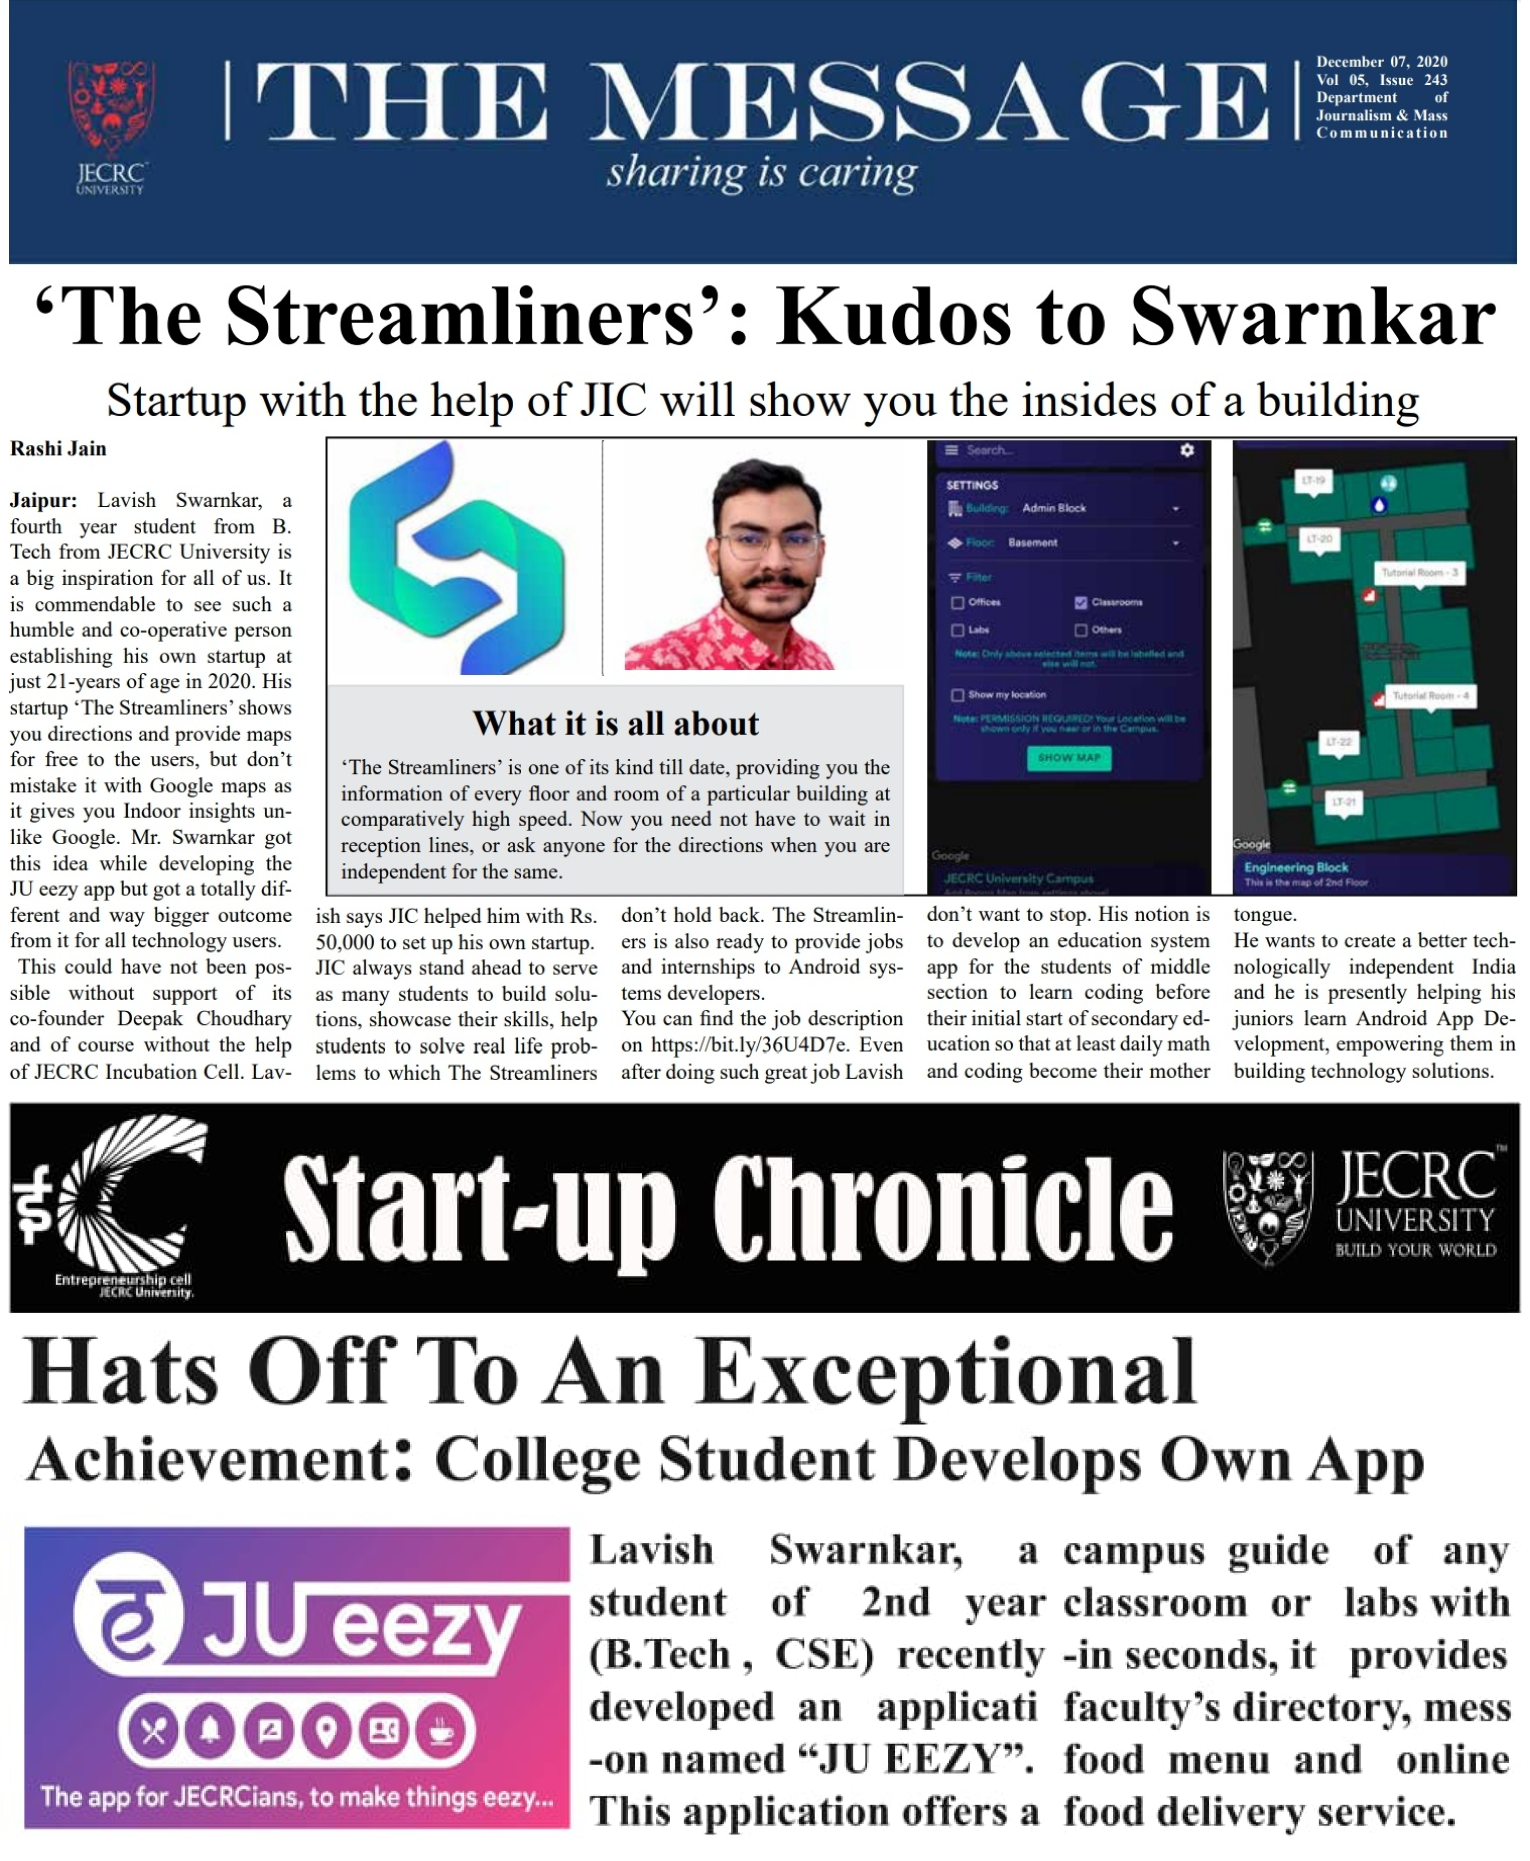 THE MESSAGE
sharing is caring
JECRC
UNIVERSITY
December 07, 2020
Vol 05, Issue 243
Department of
Journalism & Mass
Communication
‘The Streamliners’: Kudos to Swarnkar
Startup with the help of JIC will show you the insides of a building
Rashi Jain
Jaipur: Lavish Swarnkar, a
fourth year student from B.
Tech from JECRC University is
a big inspiration for all of us. It
is commendable to see such a
humble and co-operative person
establishing his own startup at
just 21-years of age in 2020. His
startup ‘The Streamliners’ shows
you directions and provide maps
for free to the users, but don’t
mistake it with Google maps as
it gives you Indoor insights un-
like Google. Mr. Swarnkar got
this idea while developing the
JU eezy app but got a totally dif-
ferent and way bigger outcome
from it for all technology users.
This could have not been pos-
sible without support of its
co-founder Deepak Choudhary
and of course without the help
of JECRC Incubation Cell. Lav-
What it is all about
‘The Streamliners’ is one of its kind till date, providing you the
information of every floor and room of a particular building at
comparatively high speed. Now you need not have to wait in
reception lines, or ask anyone for the directions when you are
independent for the same.
Search...
SETTINGS
Building: Admin Block
Floor: Basement
Filter
Offices
Classrooms
Labs
Others
Note: Only above selected items will be labelled and
else will not.
Show my location
Note: PERMISSION REQUIRED! Your Location will be
shown only if you near or in the Campus.
SHOW MAP
Google
JECRC University Campus
LT-19
LT-20
Tutorial Room - 3
Tutorial Room - 4
LT-22
LT-21
Google
Engineering Block
This is the map of 2nd Floor
ish says JIC helped him with Rs.
50,000 to set up his own startup.
JIC always stand ahead to serve
as many students to build solu-
tions, showcase their skills, help
students to solve real life prob-
lems to which The Streamliners
don’t hold back. The Streamlin-
ers is also ready to provide jobs
and internships to Android sys-
tems developers.
You can find the job description
on https://bit.ly/36U4D7e. Even
after doing such great job Lavish
don’t want to stop. His notion is
to develop an education system
app for the students of middle
section to learn coding before
their initial start of secondary ed-
ucation so that at least daily math
and coding become their mother
tongue.
He wants to create a better tech-
nologically independent India
and he is presently helping his
juniors learn Android App De-
velopment, empowering them in
building technology solutions.
Entrepreneurship cell
JECRC University.
Start-up Chronicle
JECRC™
UNIVERSITY
BUILD YOUR WORLD
Hats Off To An Exceptional
Achievement: College Student Develops Own App
ट JU eezy
The app for JECRCians, to make things eezy...
Lavish Swarnkar, a
student of 2nd year
(B.Tech , CSE) recently
developed an applicati
-on named “JU EEZY”.
This application offers a
campus guide of any
classroom or labs with
-in seconds, it provides
faculty’s directory, mess
food menu and online
food delivery service.